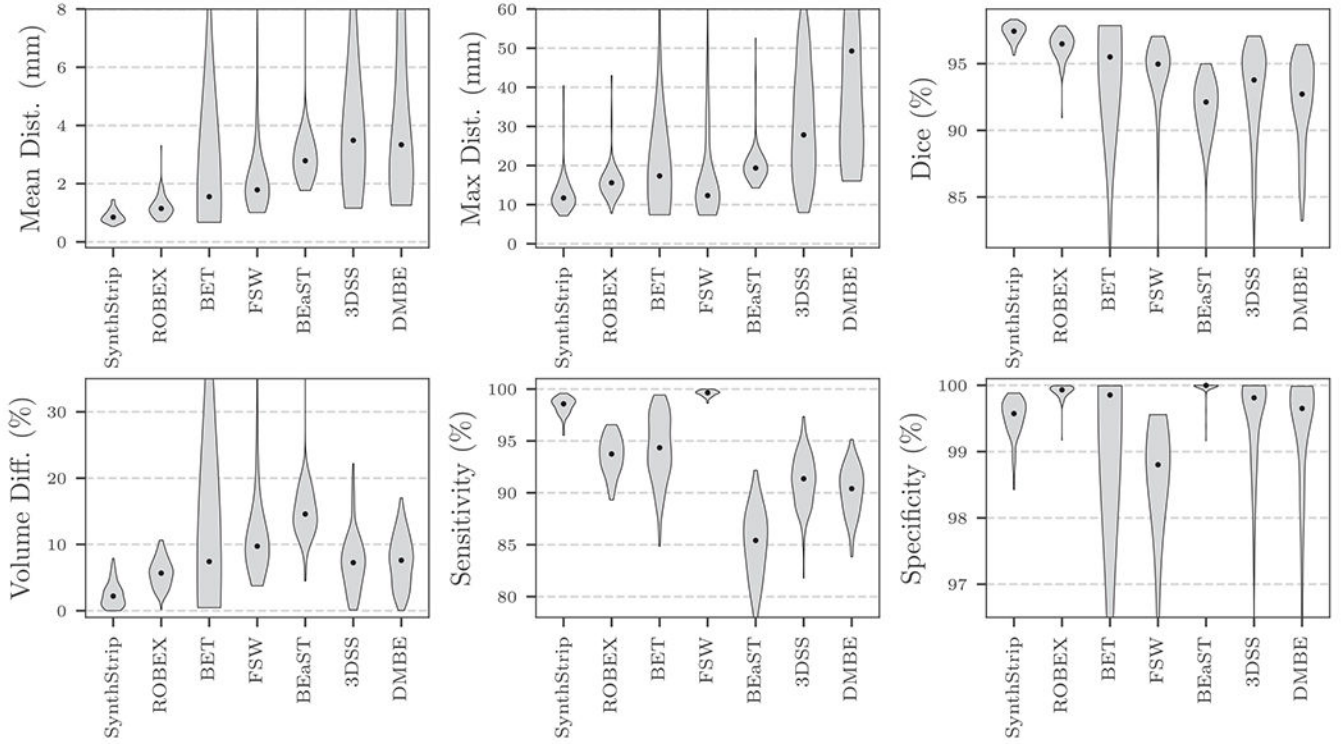 Mean Dist. (mm)
8
6
4
2
0
SynthStrip
ROBEX
BET
FSW
BEaST
3DSS
DMBE
Max Dist. (mm)
60
50
40
30
20
10
0
SynthStrip
ROBEX
BET
FSW
BEaST
3DSS
DMBE
Dice (%)
95
90
85
SynthStrip
ROBEX
BET
FSW
BEaST
3DSS
DMBE
Volume Diff. (%)
30
20
10
0
SynthStrip
ROBEX
BET
FSW
BEaST
3DSS
DMBE
Sensitivity (%)
100
95
90
85
80
SynthStrip
ROBEX
BET
FSW
BEaST
3DSS
DMBE
Specificity (%)
100
99
98
97
SynthStrip
ROBEX
BET
FSW
BEaST
3DSS
DMBE